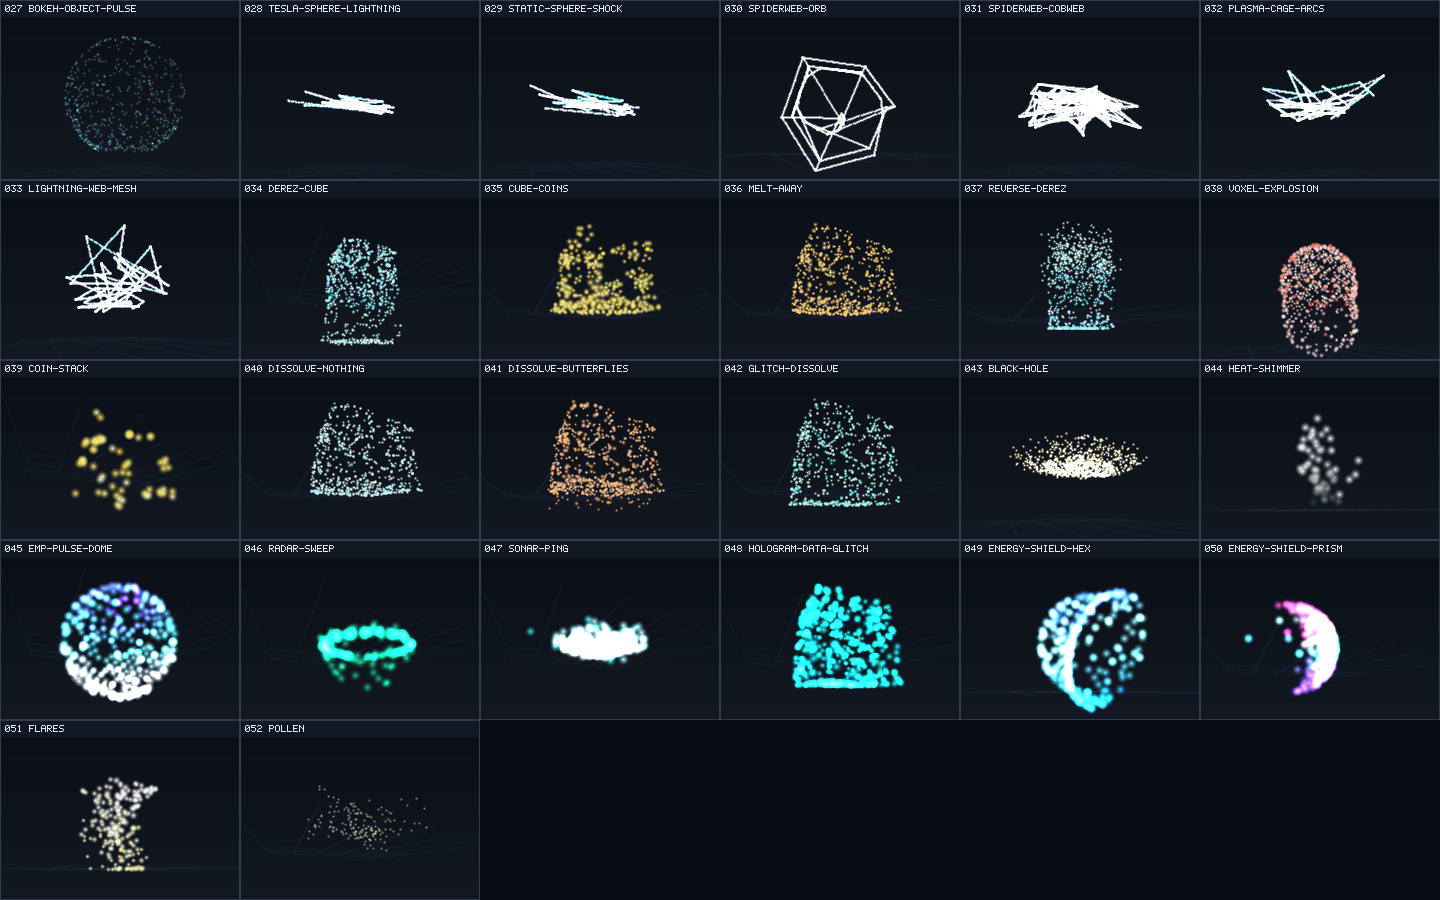 027 BOKEH-OBJECT-PULSE
028 TESLA-SPHERE-LIGHTNING
029 STATIC-SPHERE-SHOCK
030 SPIDERWEB-ORB
031 SPIDERWEB-COBWEB
032 PLASMA-CAGE-ARCS
033 LIGHTNING-WEB-MESH
034 DEREZ-CUBE
035 CUBE-COINS
036 MELT-AWAY
037 REVERSE-DEREZ
038 VOXEL-EXPLOSION
039 COIN-STACK
040 DISSOLVE-NOTHING
041 DISSOLVE-BUTTERFLIES
042 GLITCH-DISSOLVE
043 BLACK-HOLE
044 HEAT-SHIMMER
045 EMP-PULSE-DOME
046 RADAR-SWEEP
047 SONAR-PING
048 HOLOGRAM-DATA-GLITCH
049 ENERGY-SHIELD-HEX
050 ENERGY-SHIELD-PRISM
051 FLARES
052 POLLEN